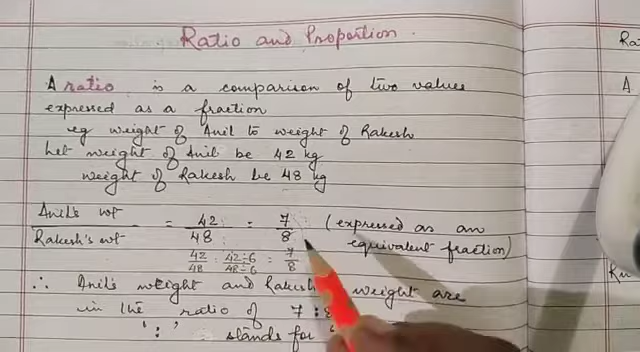 Ratio and Proportion.
A ratio is a comparison of two values
expressed as a fraction
eg weight of Anil to weight of Rakesh
Let weight of Anil be 42 kg
weight of Rakesh be 48 kg
Anil's wt / Rakesh's wt = 42 / 48 = 7 / 8 (expressed as an
equivalent fraction)
42 / 48 : 42÷6 / 48÷6 = 7 / 8
∴ Anil's weight and Rakesh's weight are
in the ratio of 7:8
':' stands for
Ra
A